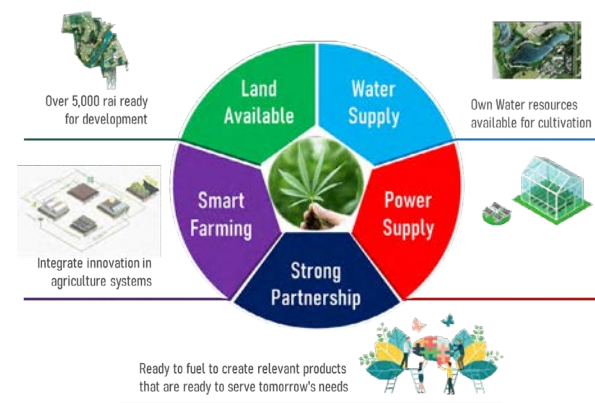 Land
Available
Water
Supply
Over 5,000 rai ready
for development
Own Water resources
available for cultivation
Smart
Farming
Power
Supply
Integrate innovation in
agriculture systems
Strong
Partnership
Ready to fuel to create relevant products
that are ready to serve tomorrow's needs